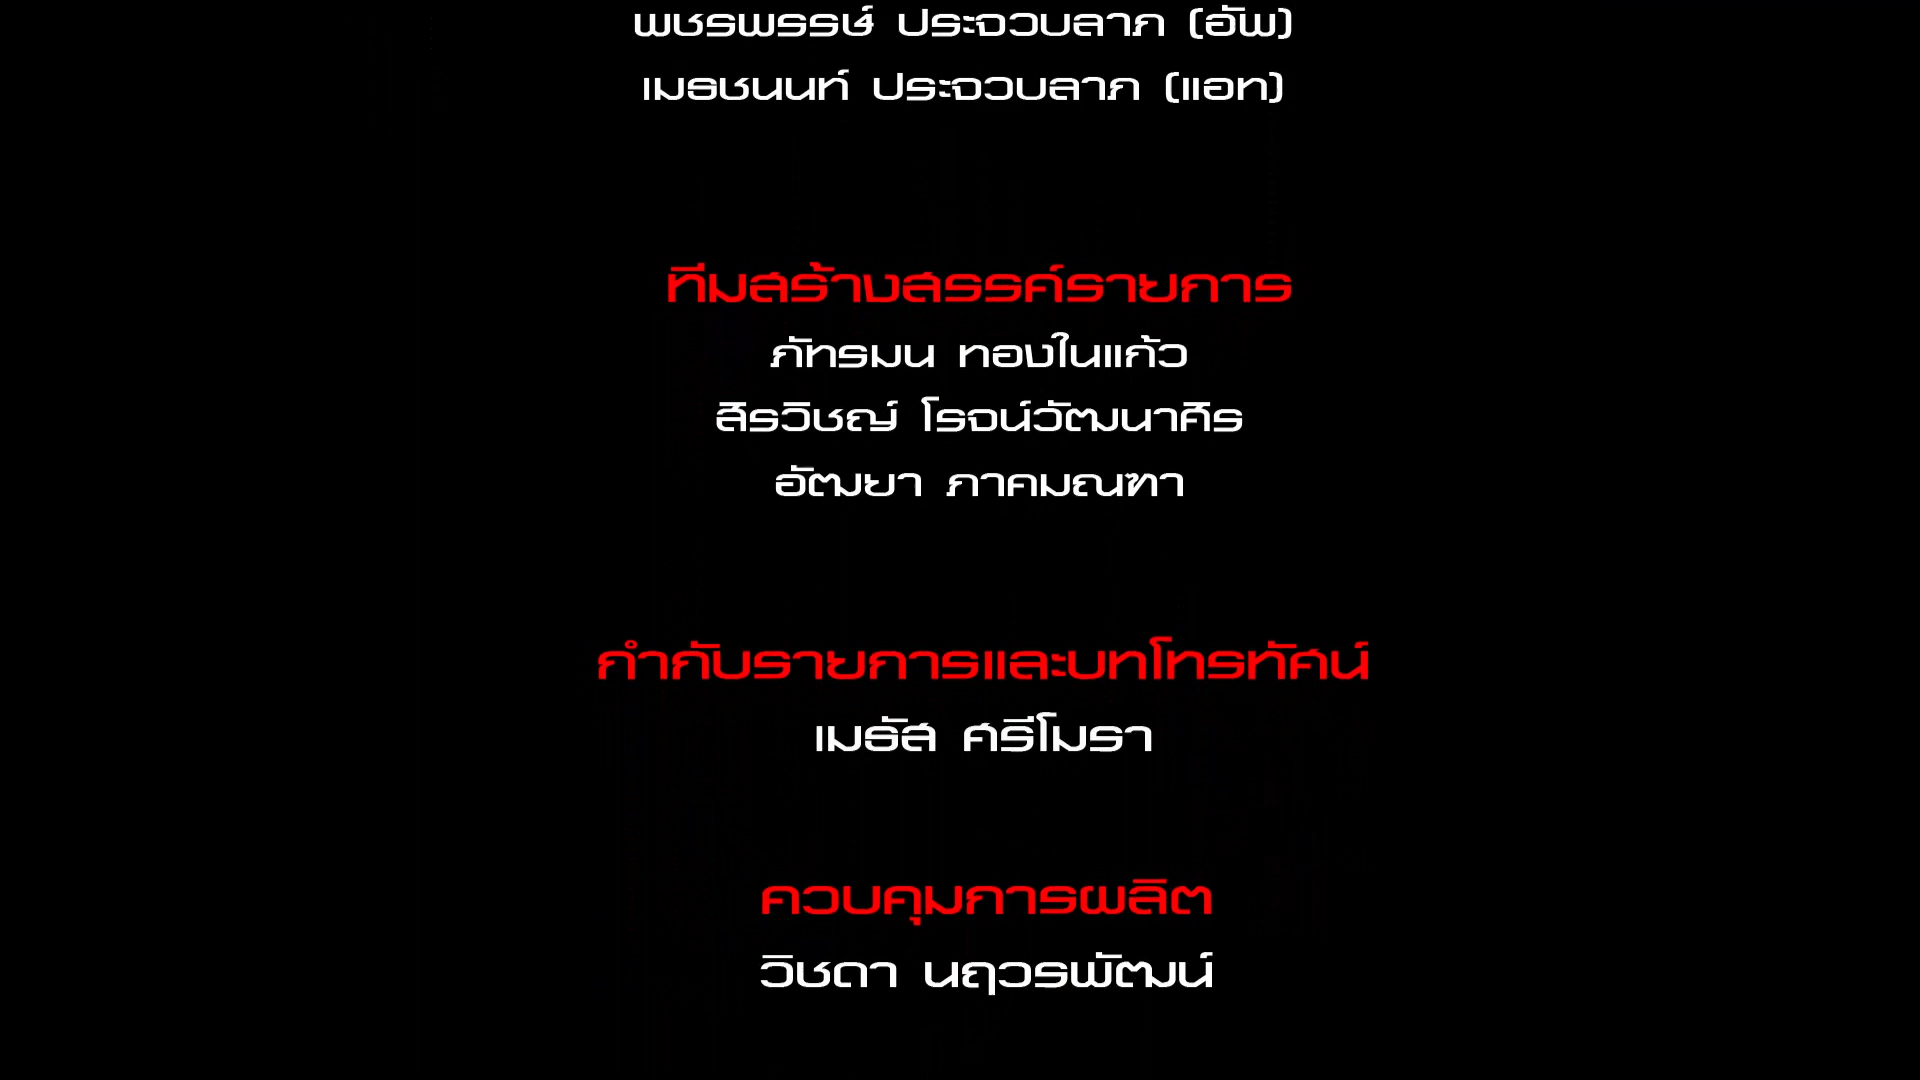 พชรพรรษ์ ประจวบลาภ (อัพ)
เมธชนนท์ ประจวบลาภ (แอท)
ทีมสร้างสรรค์รายการ
ภัทรมน ทองในแก้ว
สิรวิชญ์ โรจน์วัฒนาศิร
อัฒยา ภาคมณฑา
กำกับรายการและบทโทรทัศน์
เมธัส ศรีโมรา
ควบคุมการผลิต
วิชดา นฤวรพัฒน์